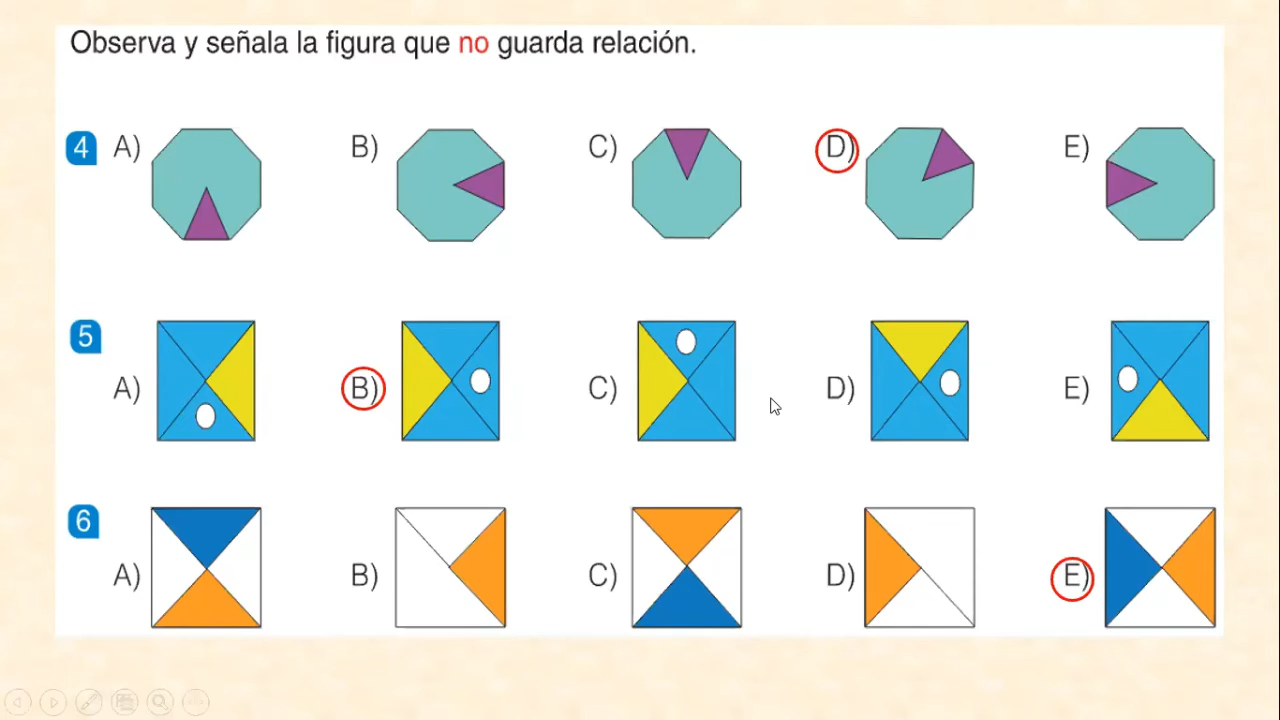 Observa y señala la figura que no guarda relación.
4 A) B) C) D) E)
5 A) B) C) D) E)
6 A) B) C) D) E)